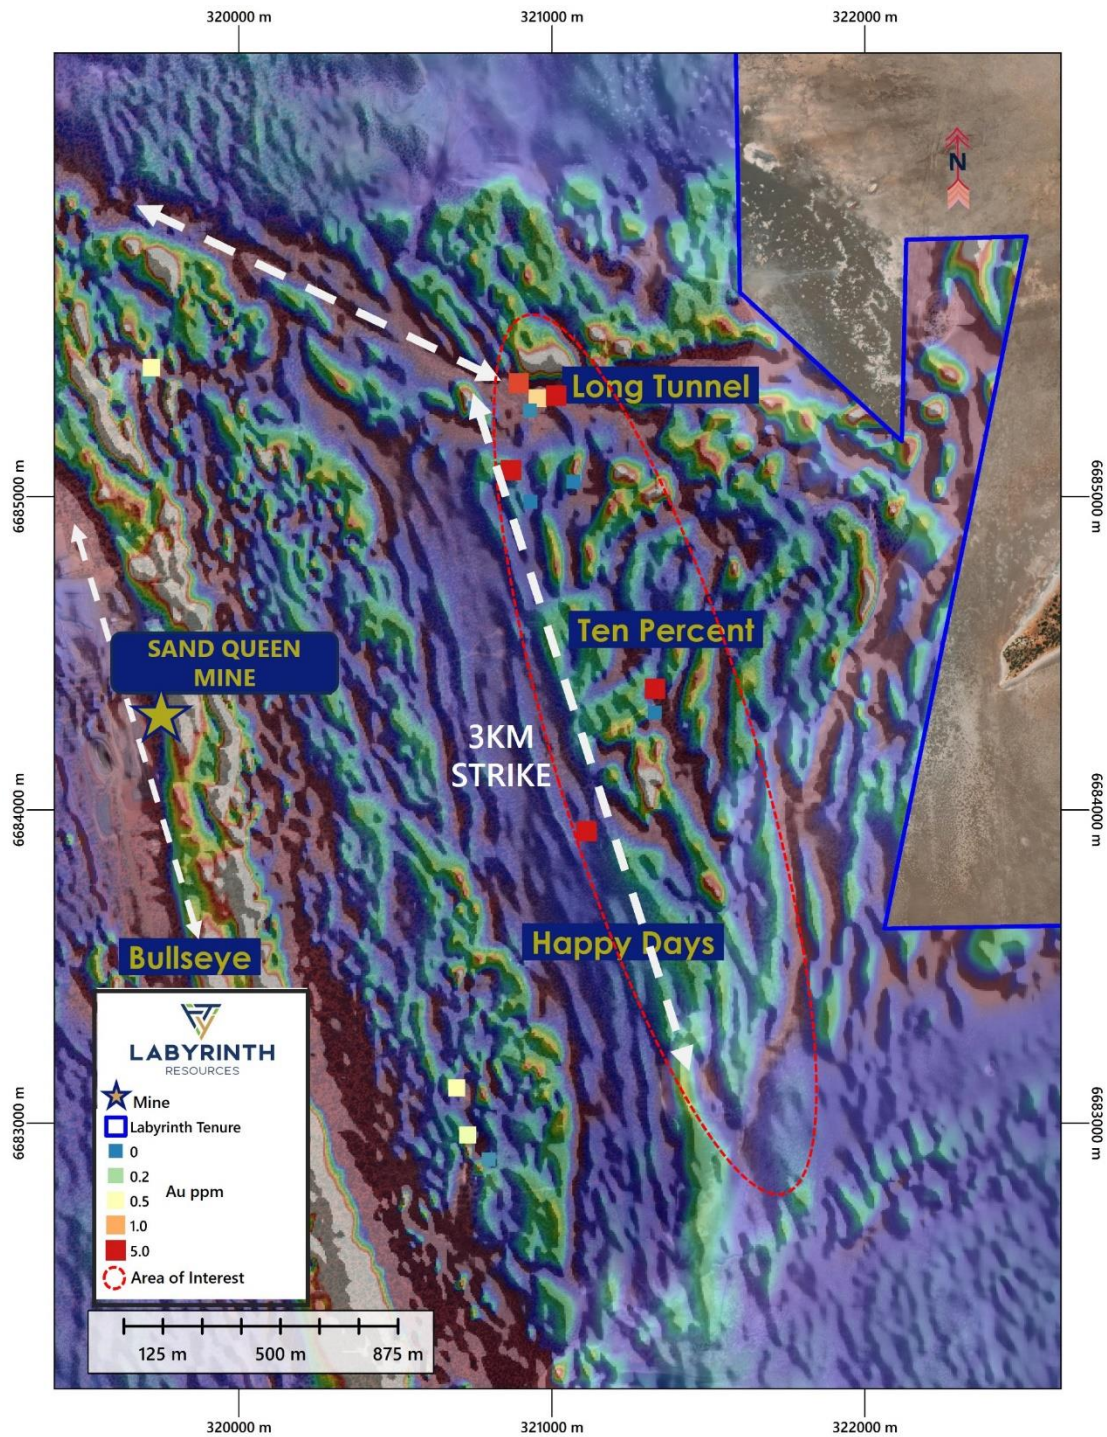 320000 m
321000 m
322000 m
N
Long Tunnel
6685000 m
6685000 m
Ten Percent
SAND QUEEN
MINE
3KM
STRIKE
6684000 m
6684000 m
Happy Days
Bullseye
LABYRINTH
RESOURCES
Mine
Labyrinth Tenure
0
0.2
Au ppm
0.5
1.0
5.0
Area of Interest
6683000 m
6683000 m
125 m
500 m
875 m
320000 m
321000 m
322000 m